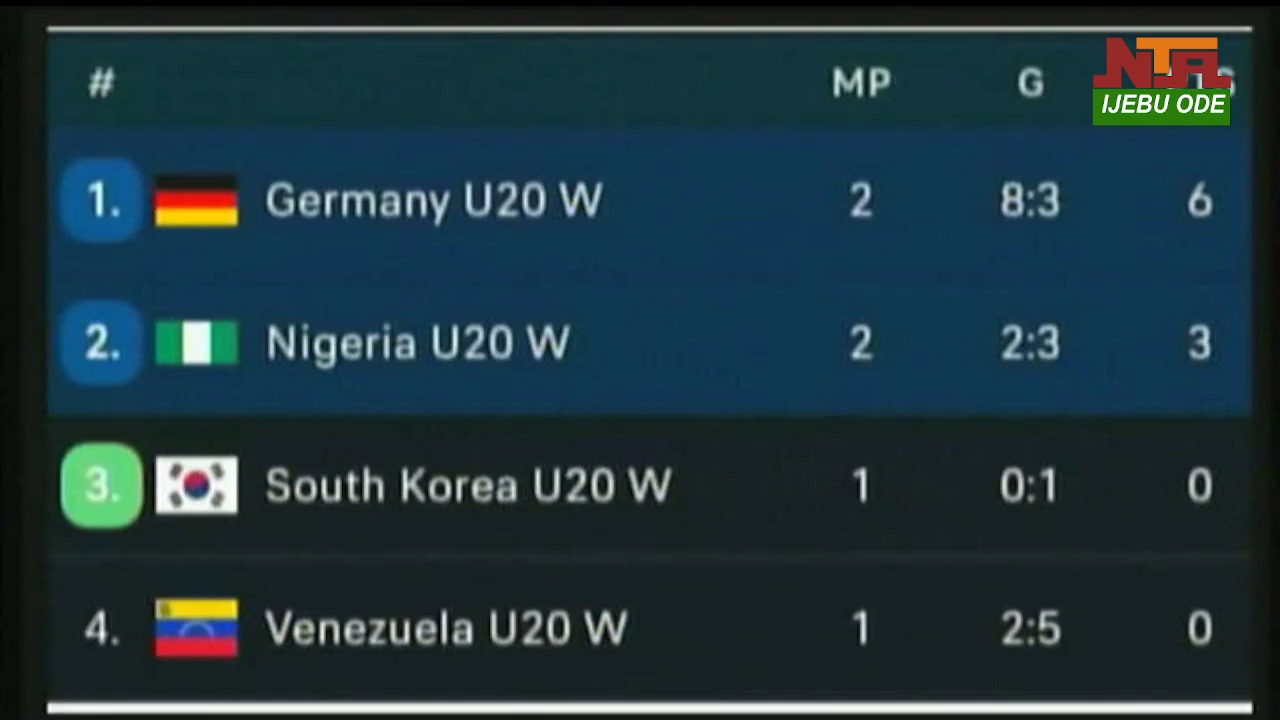 # MP G
NTA
IJEBU ODE
1. Germany U20 W 2 8:3 6
2. Nigeria U20 W 2 2:3 3
3. South Korea U20 W 1 0:1 0
4. Venezuela U20 W 1 2:5 0